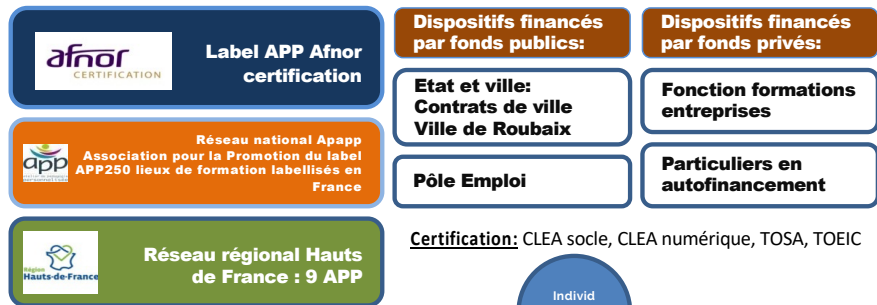 afnor
CERTIFICATION
Label APP Afnor
certification
app
Réseau national Apapp
Association pour la Promotion du label
APP250 lieux de formation labellisés en
France
Région
Hauts-de-France
Réseau régional Hauts
de France : 9 APP
Dispositifs financés
par fonds publics:
Etat et ville:
Contrats de ville
Ville de Roubaix
Pôle Emploi
Dispositifs financés
par fonds privés:
Fonction formations
entreprises
Particuliers en
autofinancement
Certification: CLEA socle, CLEA numérique, TOSA, TOEIC
Individ